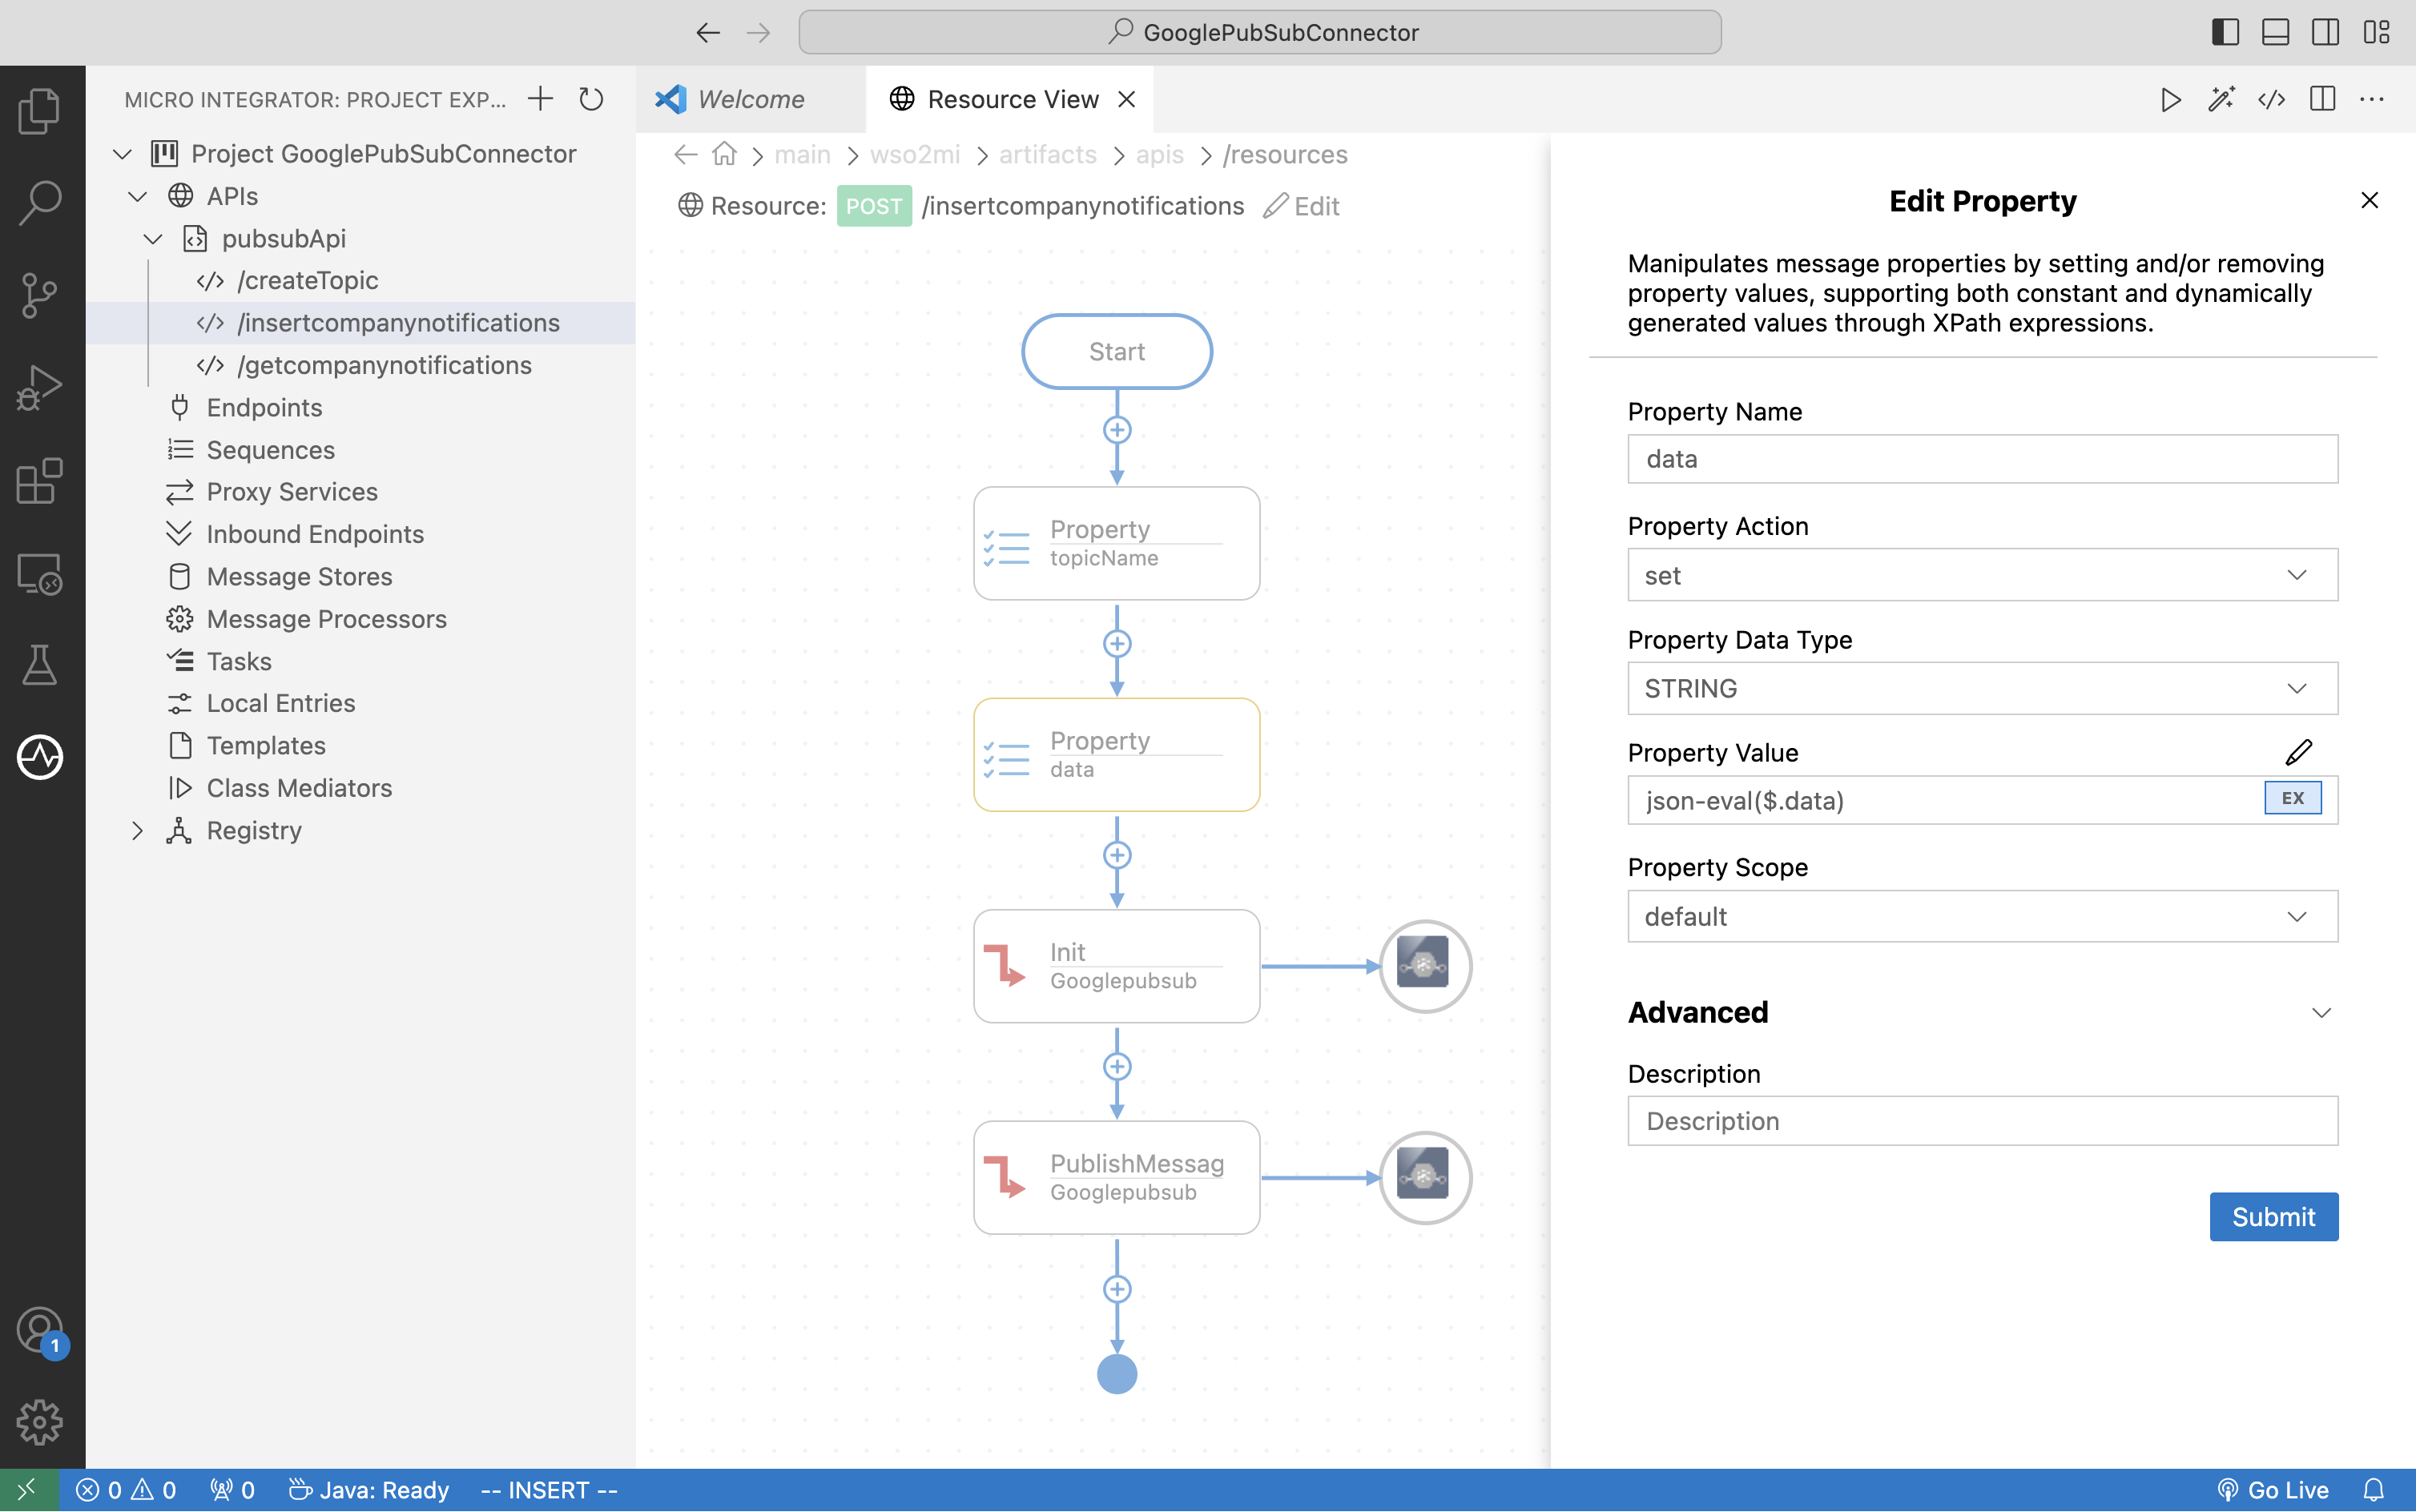 GooglePubSubConnector
MICRO INTEGRATOR: PROJECT EXP...
Project GooglePubSubConnector
APIs
pubsubApi
/createTopic
/insertcompanynotifications
/getcompanynotifications
Endpoints
Sequences
Proxy Services
Inbound Endpoints
Message Stores
Message Processors
Tasks
Local Entries
Templates
Class Mediators
Registry
1
Welcome
Resource View
main > wso2mi > artifacts > apis > /resources
Resource: POST /insertcompanynotifications Edit
Start
Property
topicName
Property
data
Init
Googlepubsub
PublishMessag
Googlepubsub
Edit Property
Manipulates message properties by setting and/or removing
property values, supporting both constant and dynamically
generated values through XPath expressions.
Property Name
data
Property Action
set
Property Data Type
STRING
Property Value
json-eval($.data)
EX
Property Scope
default
Advanced
Description
Description
Submit
0 0 0 Java: Ready -- INSERT -- Go Live